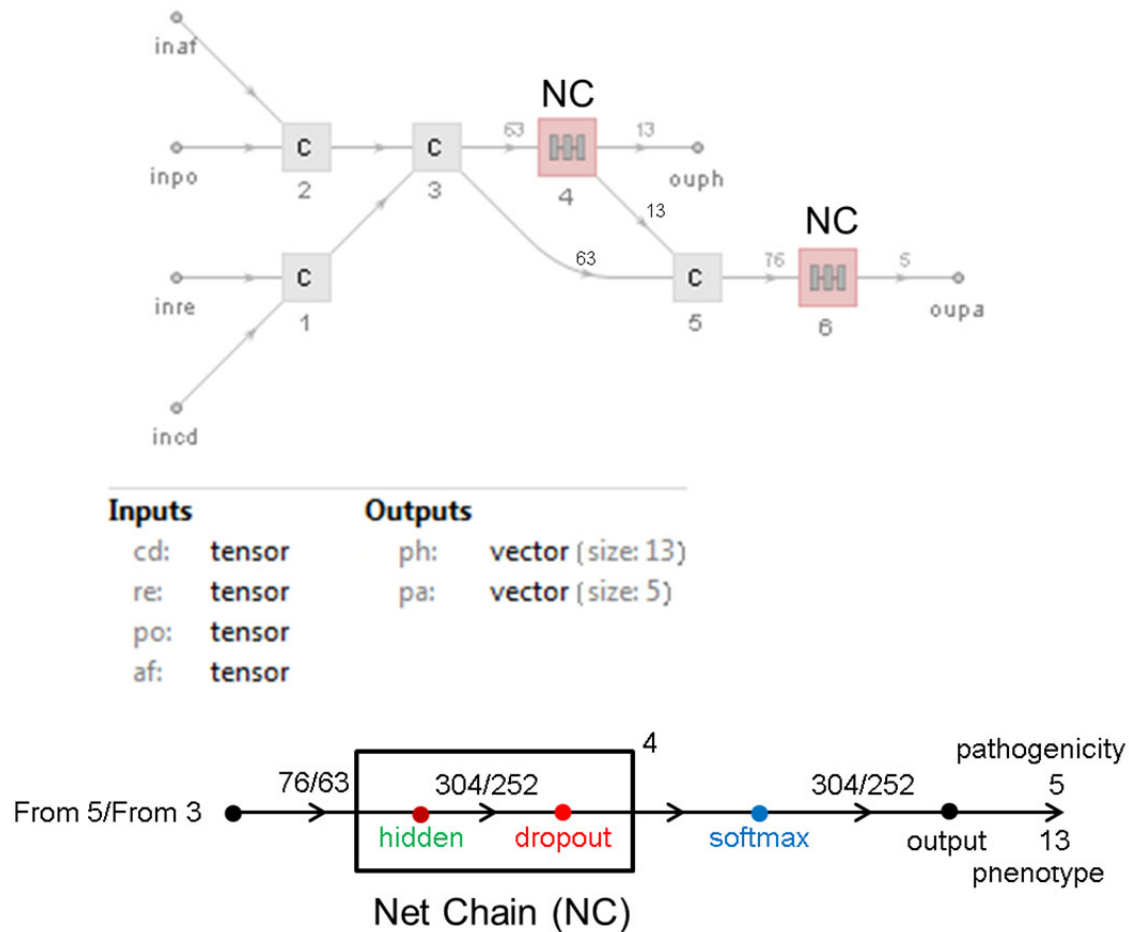 inaf
NC
63
13
C
C
inpo
2
3
4
ouph
13
NC
63
76
5
C
C
inre
1
5
6
oupa
incd
Inputs Outputs
cd: tensor ph: vector (size: 13)
re: tensor pa: vector (size: 5)
po: tensor
af: tensor
4 pathogenicity
76/63 304/252 304/252 5
From 5/From 3
hidden dropout softmax output 13
phenotype
Net Chain (NC)